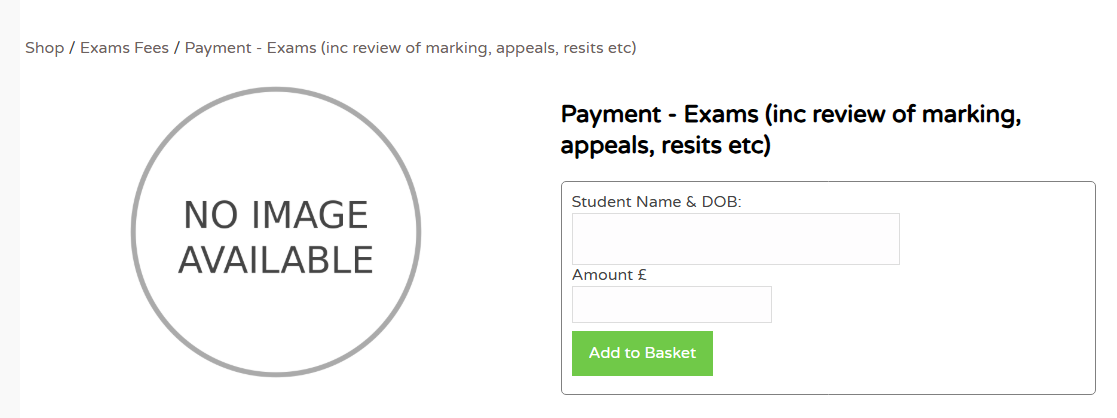 Shop / Exams Fees / Payment - Exams (inc review of marking, appeals, resits etc)
NO IMAGE
AVAILABLE
Payment - Exams (inc review of marking,
appeals, resits etc)
Student Name & DOB:
Amount £
Add to Basket